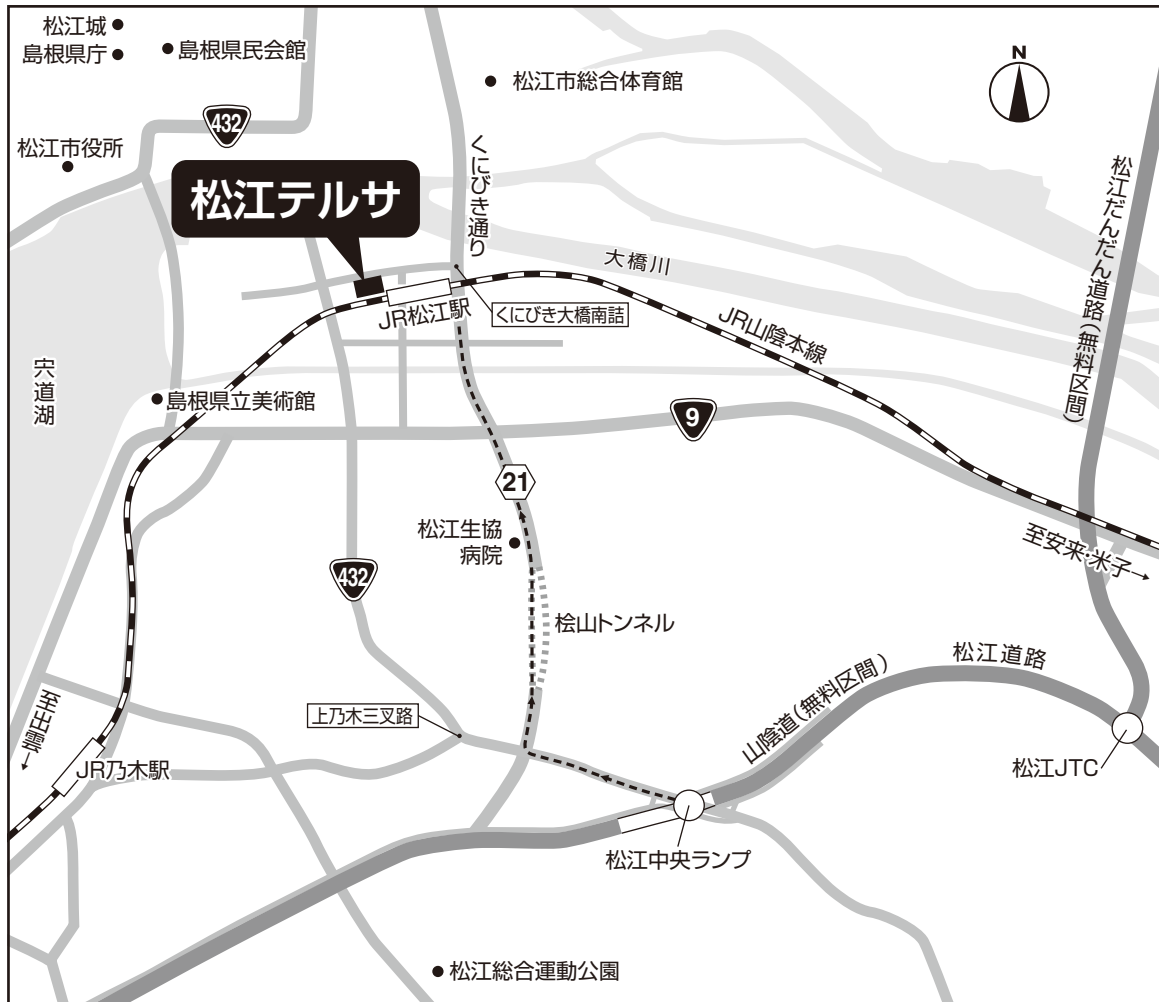 松江城
島根県庁
島根県民会館
松江市総合体育館
N
432
松江市役所
松江テルサ
くにびき通り
松江だんだん道路(無料区間)
大橋川
JR松江駅
くにびき大橋南詰
JR山陰本線
宍道湖
島根県立美術館
9
21
松江生協
病院
至安来・米子
432
桧山トンネル
松江道路
山陰道(無料区間)
上乃木三叉路
至出雲
JR乃木駅
松江JTC
松江中央ランプ
松江総合運動公園